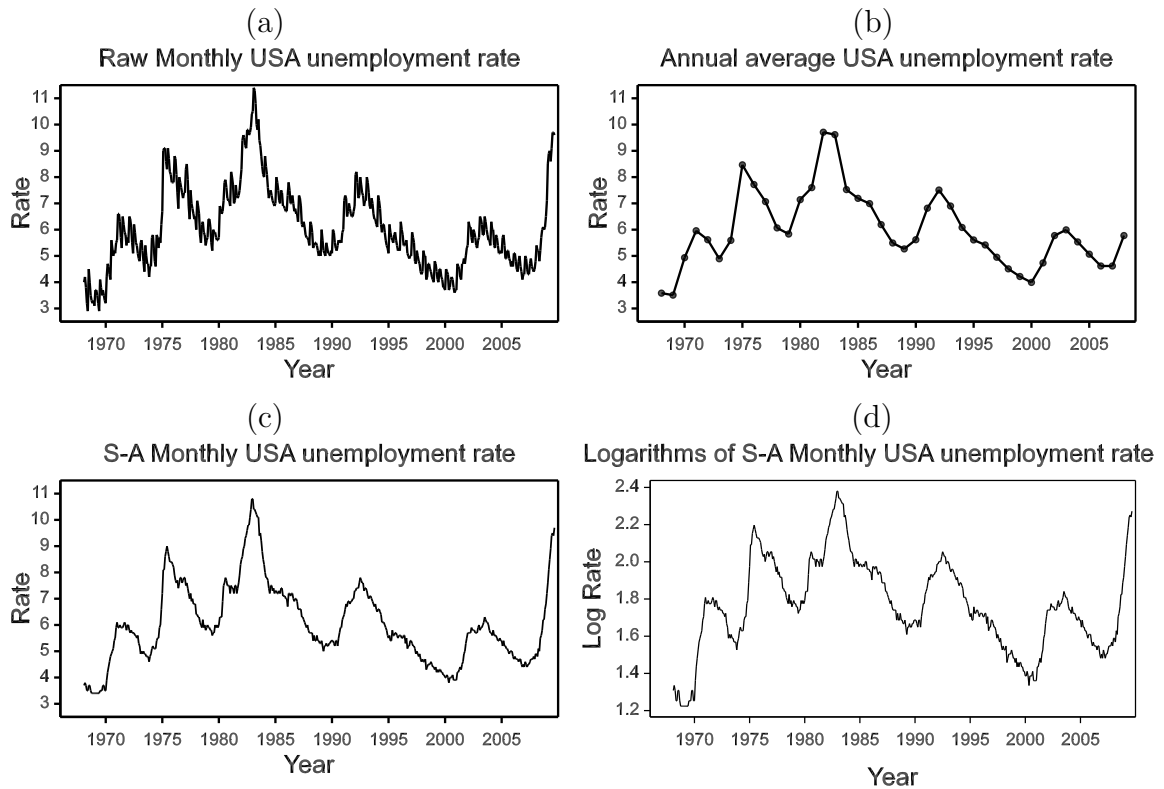 (a)
Raw Monthly USA unemployment rate
Rate
11
10
9
8
7
6
5
4
3
1970 1975 1980 1985 1990 1995 2000 2005
Year
(b)
Annual average USA unemployment rate
Rate
11
10
9
8
7
6
5
4
3
1970 1975 1980 1985 1990 1995 2000 2005
Year
(c)
S-A Monthly USA unemployment rate
Rate
11
10
9
8
7
6
5
4
3
1970 1975 1980 1985 1990 1995 2000 2005
Year
(d)
Logarithms of S-A Monthly USA unemployment rate
Log Rate
2.4
2.2
2.0
1.8
1.6
1.4
1.2
1970 1975 1980 1985 1990 1995 2000 2005
Year